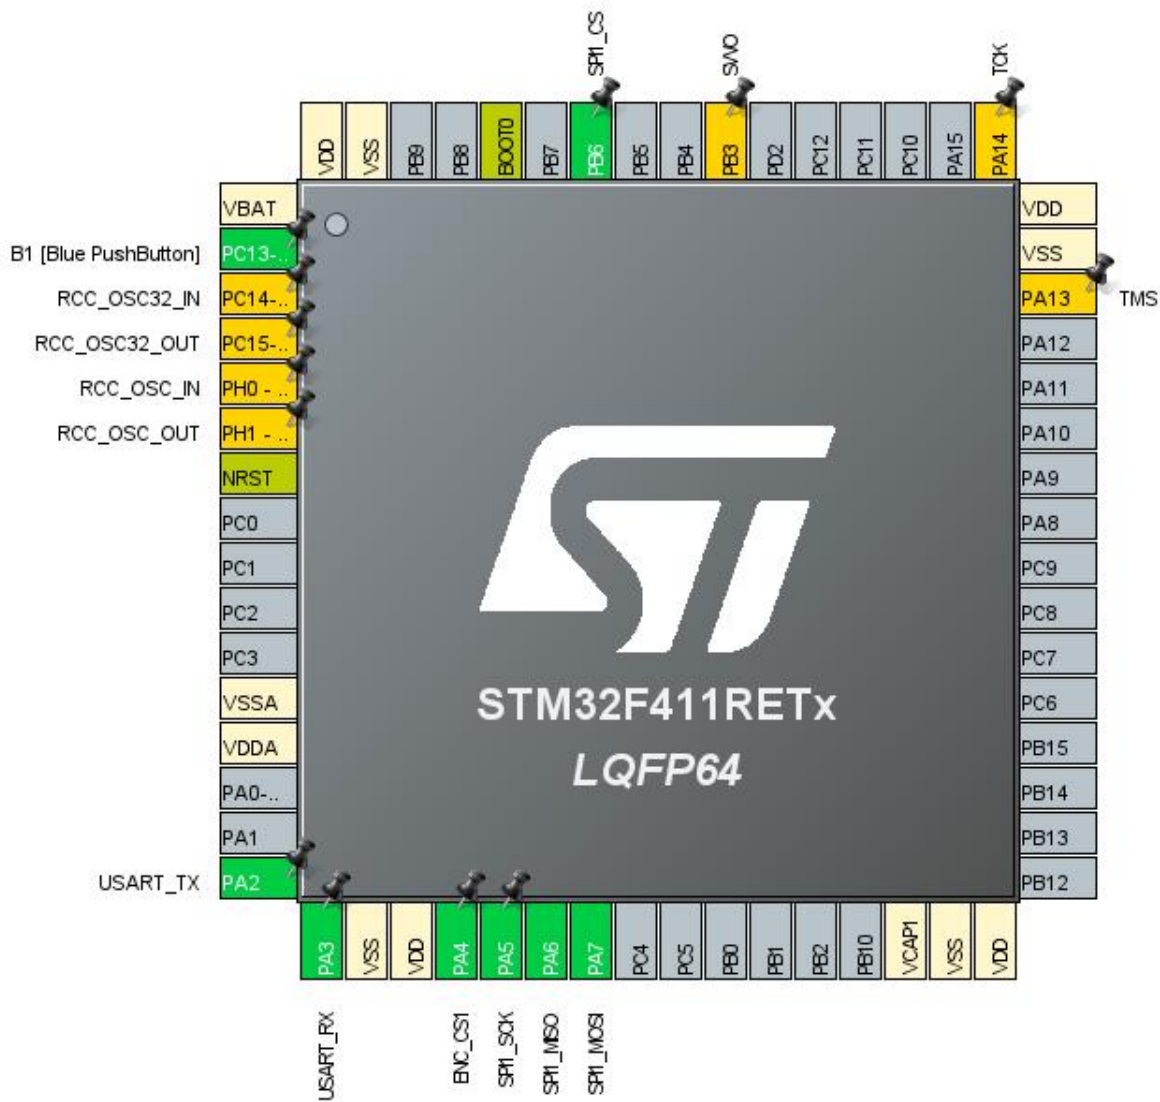 SPI1_CS
SWO
TCK
VDD
VSS
PB9
PB8
BOOT0
PB7
PB6
PB5
PB4
PB3
PD2
PC12
PC11
PC10
PA15
PA14
VBAT
B1 [Blue PushButton]
PC13-..
RCC_OSC32_IN
PC14-..
RCC_OSC32_OUT
PC15-..
RCC_OSC_IN
PH0 - ..
RCC_OSC_OUT
PH1 - ..
NRST
PC0
PC1
PC2
PC3
VSSA
VDDA
PA0-..
PA1
USART_TX
PA2
ST
STM32F411RETx
LQFP64
VDD
VSS
PA13
TMS
PA12
PA11
PA10
PA9
PA8
PC9
PC8
PC7
PC6
PB15
PB14
PB13
PB12
PA3
VSS
VDD
PA4
PA5
PA6
PA7
PC4
PC5
PB0
PB1
PB2
PB10
VCAP1
VSS
VDD
USART_RX
ENC_CS1
SPI1_SCK
SPI1_MISO
SPI1_MOSI